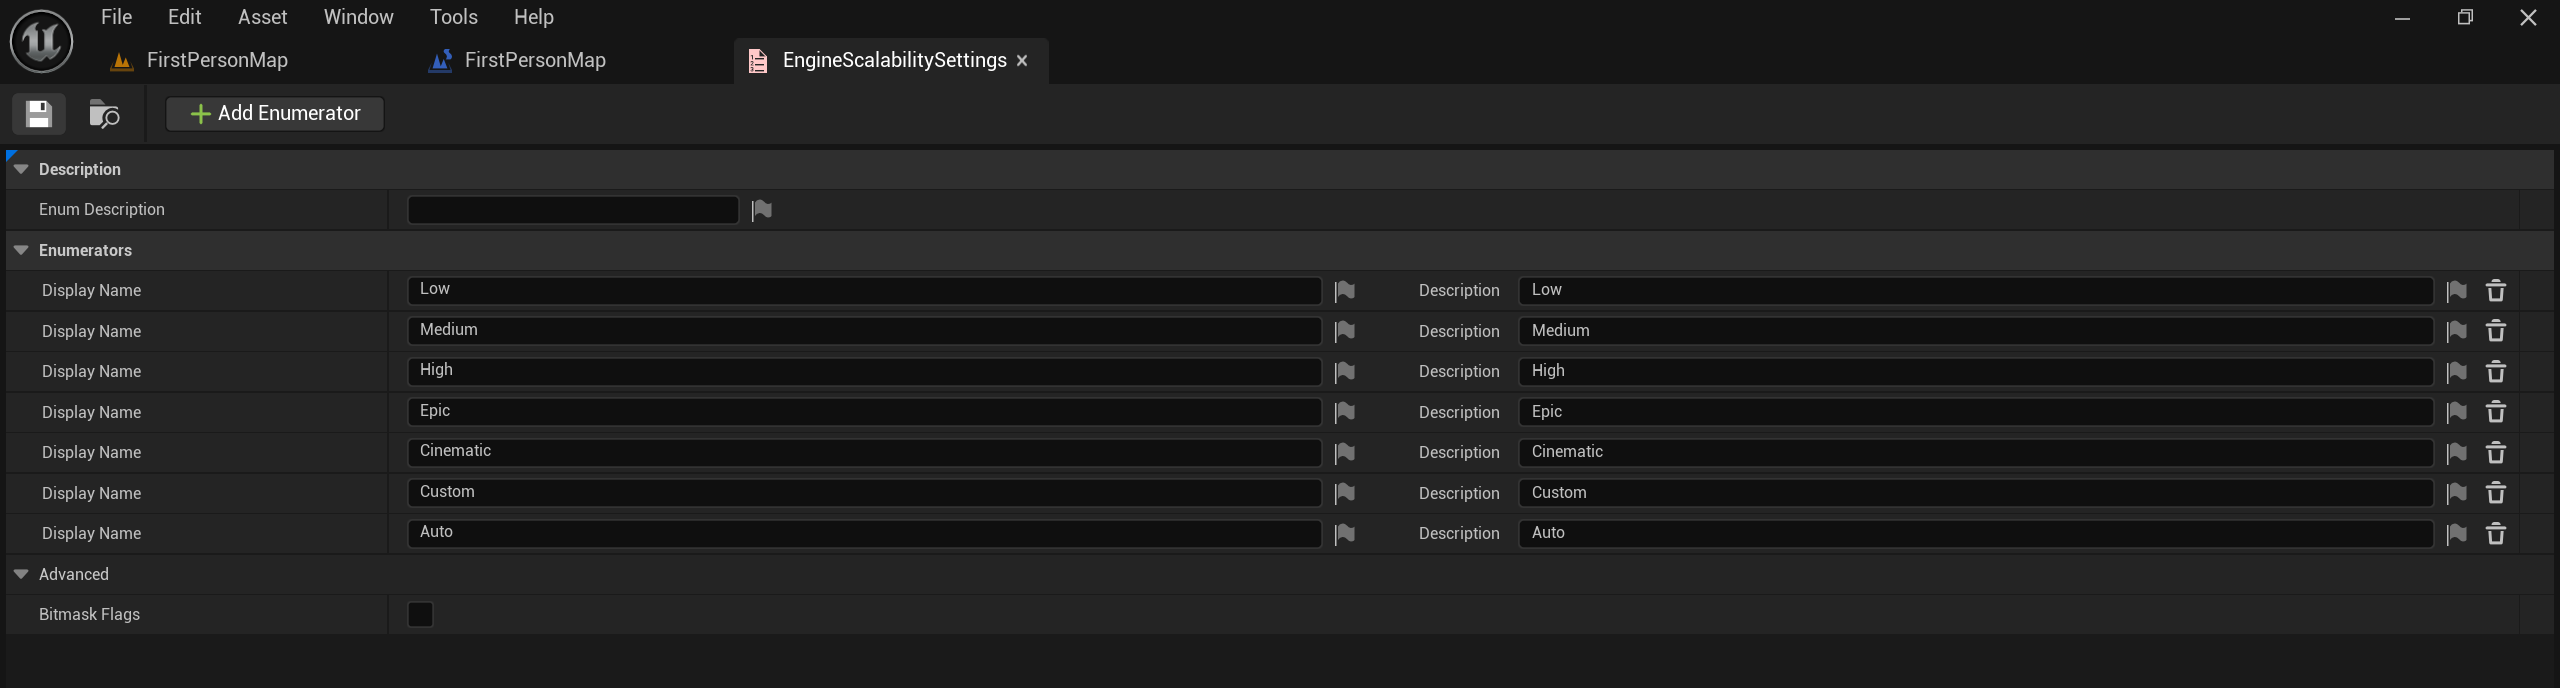 File Edit Asset Window Tools Help
FirstPersonMap FirstPersonMap EngineScalabilitySettings
Add Enumerator
Description
Enum Description
Enumerators
Display Name Low Description Low
Display Name Medium Description Medium
Display Name High Description High
Display Name Epic Description Epic
Display Name Cinematic Description Cinematic
Display Name Custom Description Custom
Display Name Auto Description Auto
Advanced
Bitmask Flags